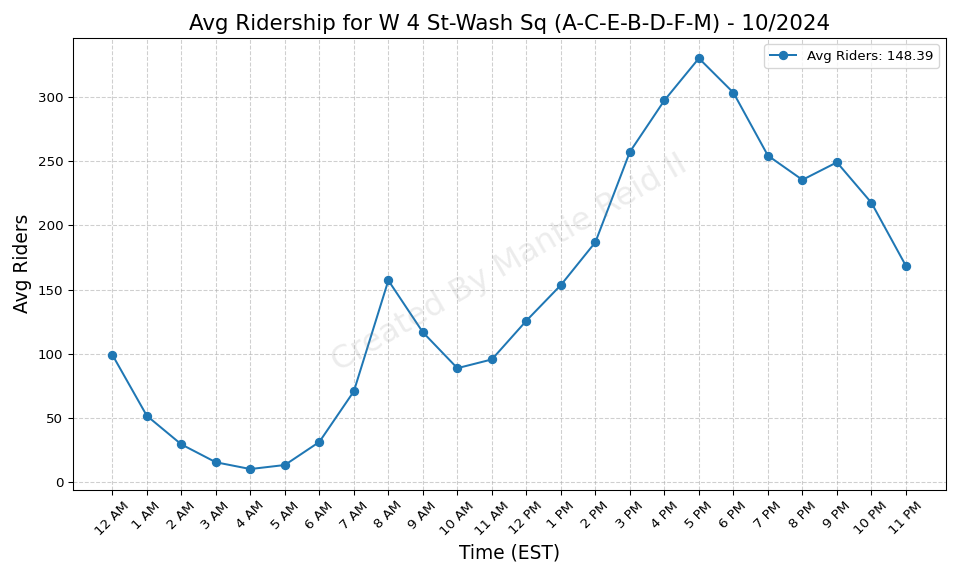 Avg Ridership for W 4 St-Wash Sq (A-C-E-B-D-F-M) - 10/2024
Avg Riders: 148.39
Avg Riders
300
250
200
150
100
50
0
Created By Mantie Reid II
12 AM
1 AM
2 AM
3 AM
4 AM
5 AM
6 AM
7 AM
8 AM
9 AM
10 AM
11 AM
12 PM
1 PM
2 PM
3 PM
4 PM
5 PM
6 PM
7 PM
8 PM
9 PM
10 PM
11 PM
Time (EST)